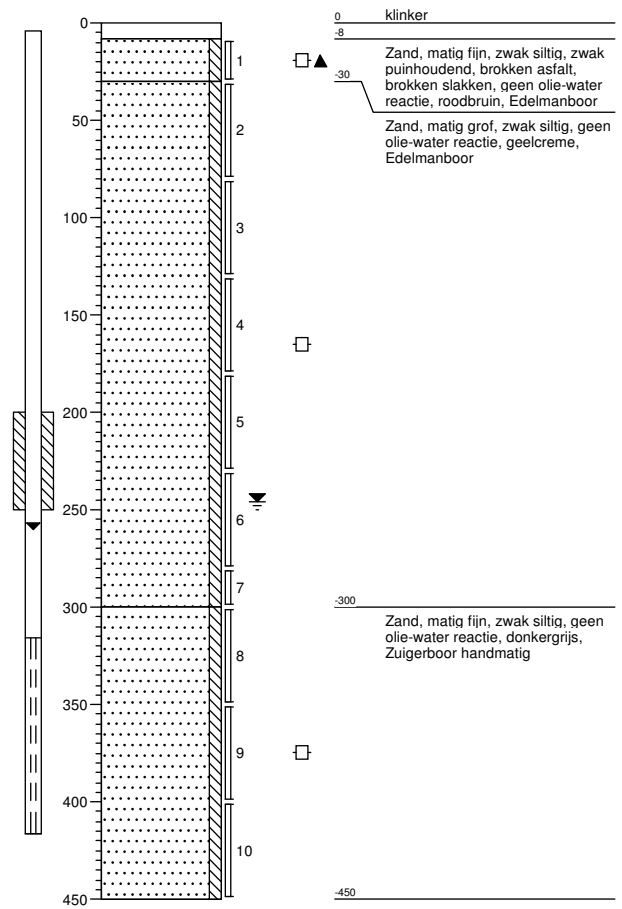 0
50
100
150
200
250
300
350
400
450
1
2
3
4
5
6
7
8
9
10
0
klinker
-8
Zand, matig fijn, zwak siltig, zwak
puinhoudend, brokken asfalt,
brokken slakken, geen olie-water
reactie, roodbruin, Edelmanboor
-30
Zand, matig grof, zwak siltig, geen
olie-water reactie, geelcreme,
Edelmanboor
-300
Zand, matig fijn, zwak siltig, geen
olie-water reactie, donkergrijs,
Zuigerboor handmatig
-450